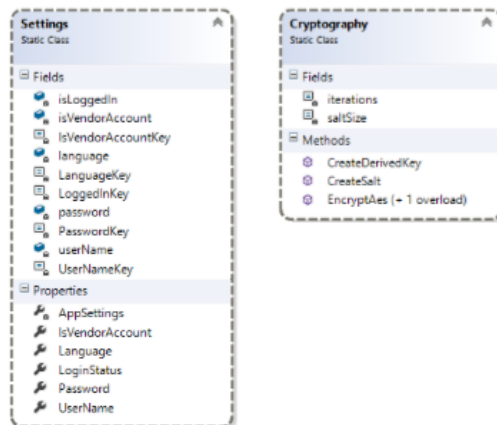 Settings
Static Class
Fields
isLoggedIn
isVendorAccount
IsVendorAccountKey
language
LanguageKey
LoggedInKey
password
PasswordKey
userName
UserNameKey
Properties
AppSettings
IsVendorAccount
Language
LoginStatus
Password
UserName
Cryptography
Static Class
Fields
iterations
saltSize
Methods
CreateDerivedKey
CreateSalt
EncryptAes (+ 1 overload)